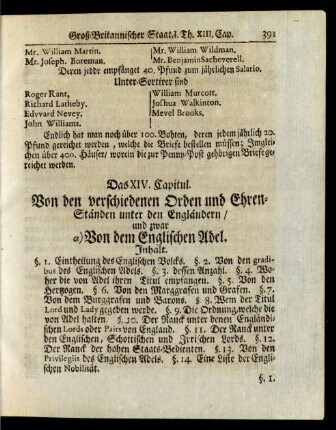 Groß-Britannischer Staat. I. Th. XIII. Cap. 391
Mr. William Martin. Mr. William Wildman.
Mr. Joseph. Boreman. Mr. Benjamin Sacheverell.
Deren jeder empfänget 40. Pfund zum jährlichen Salario.
Unter-Sortirer sind
Roger Rant, William Murcott.
Richard Latheby, Joshua Walkinton.
Edvvard Nevey, Mevel Brooks,
John Williams.
Endlich hat man noch über 100. Bohten, deren jedem jährlich 20.
Pfund gereichet werden, welche die Briefe bestellen müssen; Imglei-
chen über 400. Häuser/ worein die zur Penny-Post gehörigen Briefe ge-
reichet werden.
Das XIV. Capitul.
Von den verschiedenen Orden und Ehren-
Ständen unter den Engländern/
und zwar
a) Von dem Englischen Adel.
Inhalt.
§. 1. Eintheilung des Englischen Volcks. §. 2. Von den gradi-
bus des Englischen Adels. §. 3. dessen Anzahl. §. 4. Wo-
her die von Adel ihren Titul empfangen. §. 5. Von den
Hertzogen. §. 6. Von den Marggrafen und Grafen. §. 7.
Von dem Burggrafen und Barons. §. 8. Wem der Titul
Lord und Lady gegeben werde. §. 9. Die Ordnung, welche die
von Adel halten. §. 10. Der Ranck unter denen Engländi-
schen Lords oder Pairs von England. §. 11. Der Ranck unter
den Englischen, Schottischen und Irrischen Lords. §. 12.
Der Ranck der hohen Staats-Bedienten. §. 13. Von den
Privilegiis des Englischen Adels. §. 14. Eine Liste der Engli-
schen Nobilität.
§. 1.